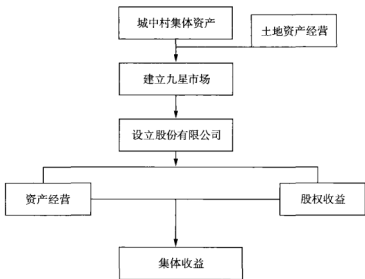 城中村集体资产
土地资产经营
建立九星市场
设立股份有限公司
资产经营
股权收益
集体收益